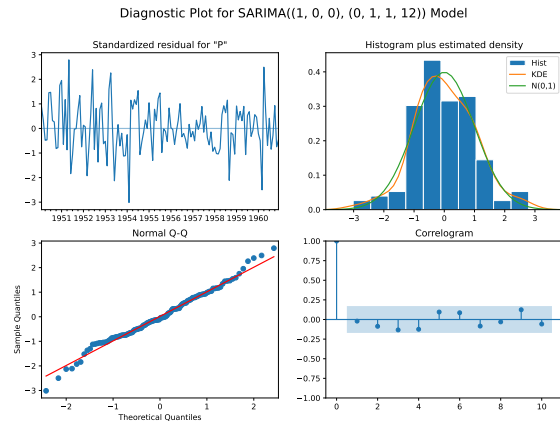 Diagnostic Plot for SARIMA((1, 0, 0), (0, 1, 1, 12)) Model
Standardized residual for "P"
3
2
1
0
−1
−2
−3
1951 1952 1953 1954 1955 1956 1957 1958 1959 1960
Histogram plus estimated density
Hist
KDE
N(0,1)
0.4
0.3
0.2
0.1
0.0
−3 −2 −1 0 1 2 3
Normal Q-Q
Sample Quantiles
3
2
1
0
−1
−2
−3
−2 −1 0 1 2
Theoretical Quantiles
Correlogram
1.00
0.75
0.50
0.25
0.00
−0.25
−0.50
−0.75
−1.00
0 2 4 6 8 10